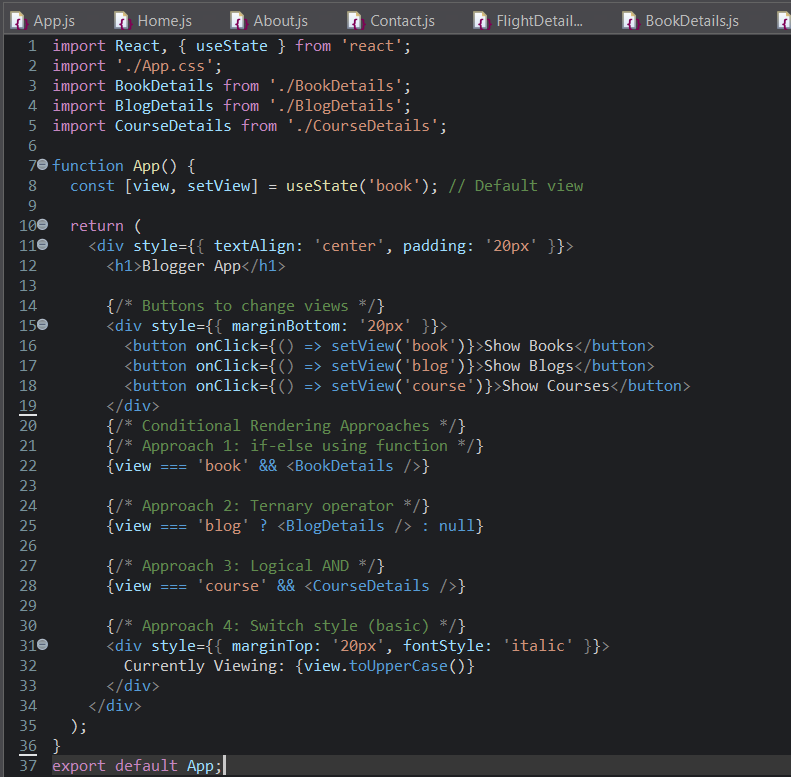 App.js Home.js About.js Contact.js FlightDetail... BookDetails.js
1 import React, { useState } from 'react';
2 import './App.css';
3 import BookDetails from './BookDetails';
4 import BlogDetails from './BlogDetails';
5 import CourseDetails from './CourseDetails';
6
7 function App() {
8   const [view, setView] = useState('book'); // Default view
9
10   return (
11     <div style={{ textAlign: 'center', padding: '20px' }}>
12       <h1>Blogger App</h1>
13
14       {/* Buttons to change views */}
15       <div style={{ marginBottom: '20px' }}>
16         <button onClick={() => setView('book')}>Show Books</button>
17         <button onClick={() => setView('blog')}>Show Blogs</button>
18         <button onClick={() => setView('course')}>Show Courses</button>
19       </div>
20       {/* Conditional Rendering Approaches */}
21       {/* Approach 1: if-else using function */}
22       {view === 'book' && <BookDetails />}
23
24       {/* Approach 2: Ternary operator */}
25       {view === 'blog' ? <BlogDetails /> : null}
26
27       {/* Approach 3: Logical AND */}
28       {view === 'course' && <CourseDetails />}
29
30       {/* Approach 4: Switch style (basic) */}
31       <div style={{ marginTop: '20px', fontStyle: 'italic' }}>
32         Currently Viewing: {view.toUpperCase()}
33       </div>
34     </div>
35   );
36 }
37 export default App;